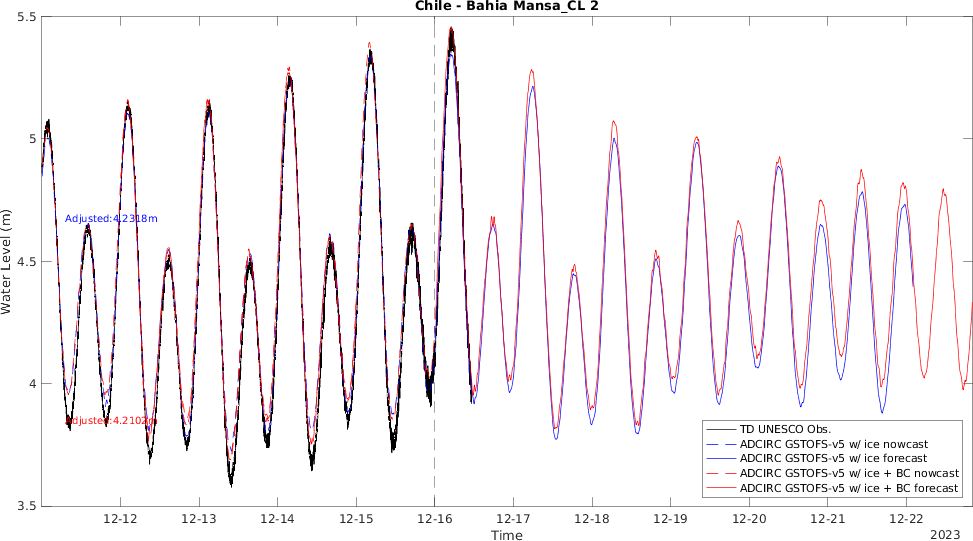 Chile - Bahia Mansa_CL 2
5.5
5
4.5
4
3.5
Water Level (m)
Adjusted:4.2318m
Adjusted:4.2102m
TD UNESCO Obs.
ADCIRC GSTOFS-v5 w/ ice nowcast
ADCIRC GSTOFS-v5 w/ ice forecast
ADCIRC GSTOFS-v5 w/ ice + BC nowcast
ADCIRC GSTOFS-v5 w/ ice + BC forecast
12-12 12-13 12-14 12-15 12-16 12-17 12-18 12-19 12-20 12-21 12-22
Time
2023